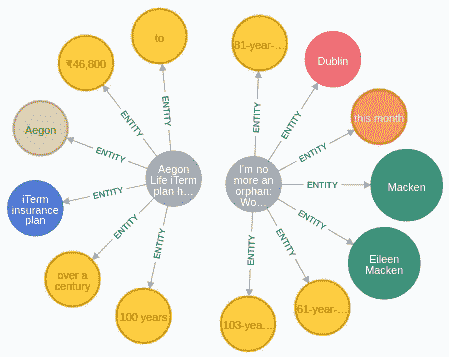 to
81-year-...
₹46,800
Dublin
ENTITY
ENTITY
ENTITY
ENTITY
this month
Aegon
ENTITY
ENTITY
Aegon
Life iTerm
plan h...
I'm no
more an
orphan:
Wo...
ENTITY
Macken
iTerm
insurance
plan
ENTITY
ENTITY
ENTITY
Eileen
Macken
ENTITY
ENTITY
ENTITY
over a
century
100 years
103-yea...
61-year-...